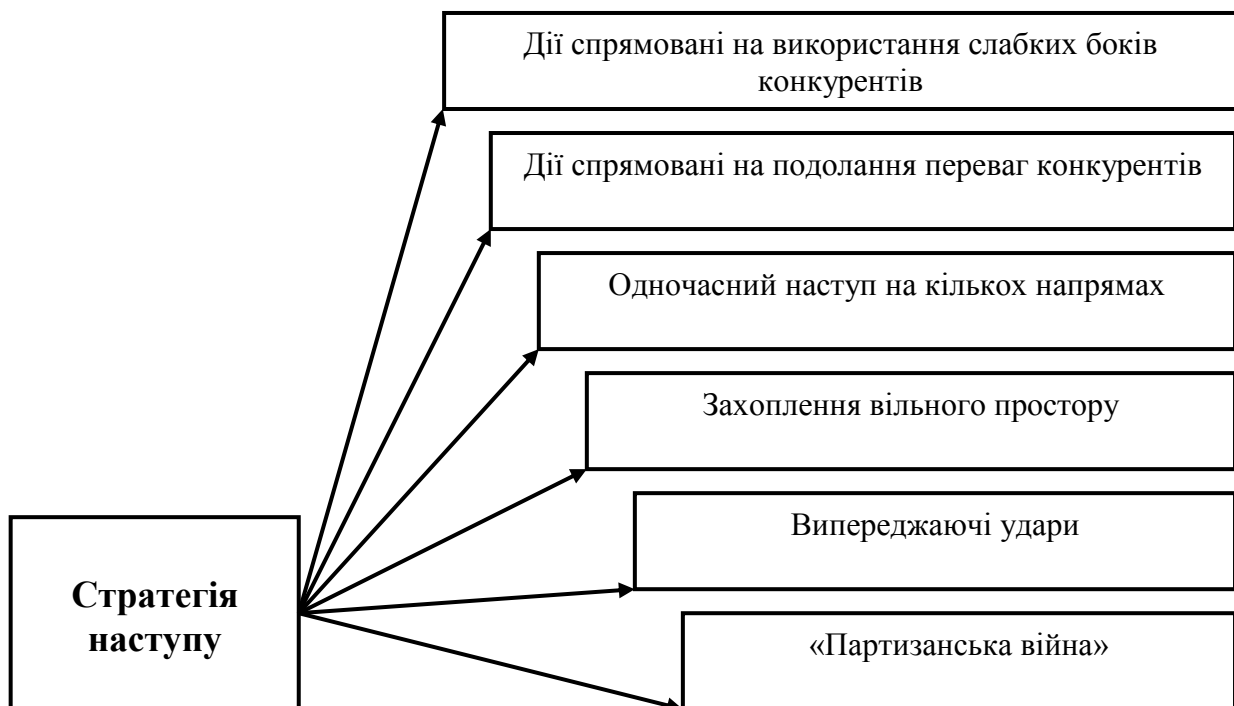 Дії спрямовані на використання слабких боків
конкурентів
Дії спрямовані на подолання переваг конкурентів
Одночасний наступ на кількох напрямах
Захоплення вільного простору
Випереджаючі удари
Стратегія
наступу
«Партизанська війна»